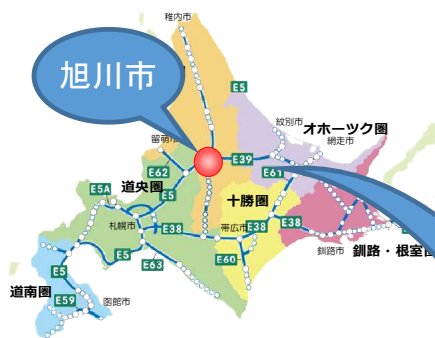 稚内市
旭川市
E5
紋別市
オホーツク圏
網走市
留萌市
E39
E62
E61
道央圏
E5A
E5
十勝圏
札幌市
E38
帯広市
E38
E38
釧路市
釧路・根室圏
E5
E60
E5
E63
道南圏
E59
函館市